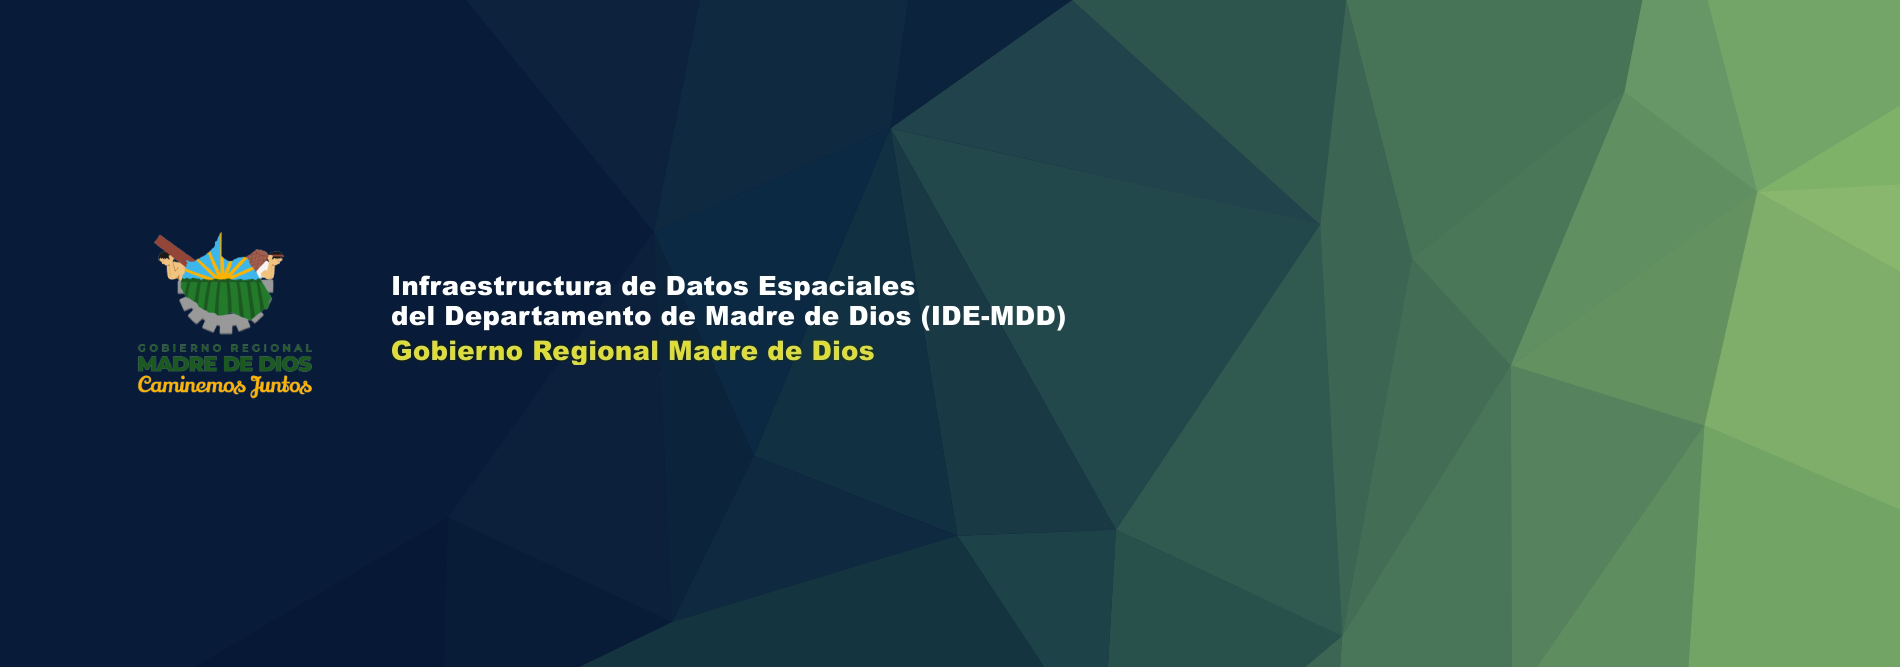 GOBIERNO REGIONAL
MADRE DE DIOS
Caminemos Juntos
Infraestructura de Datos Espaciales
del Departamento de Madre de Dios (IDE-MDD)
Gobierno Regional Madre de Dios